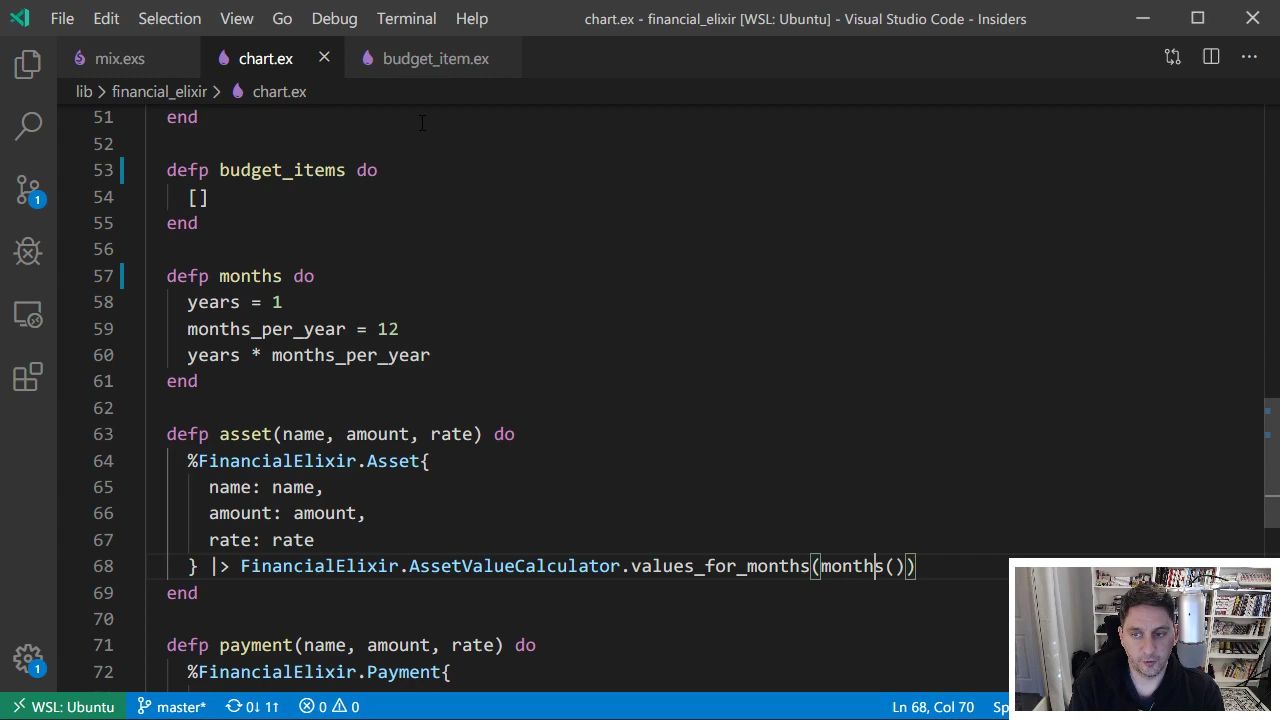 File Edit Selection View Go Debug Terminal Help chart.ex - financial_elixir [WSL: Ubuntu] - Visual Studio Code - Insiders
mix.exs chart.ex budget_item.ex
lib > financial_elixir > chart.ex
51 end
52
53 defp budget_items do
54 []
55 end
56
57 defp months do
58 years = 1
59 months_per_year = 12
60 years * months_per_year
61 end
62
63 defp asset(name, amount, rate) do
64 %FinancialElixir.Asset{
65 name: name,
66 amount: amount,
67 rate: rate
68 } |> FinancialElixir.AssetValueCalculator.values_for_months(months())
69 end
70
71 defp payment(name, amount, rate) do
72 %FinancialElixir.Payment{
1
1
WSL: Ubuntu master* 0↓ 1↑ 0 0 Ln 68, Col 70 Sp